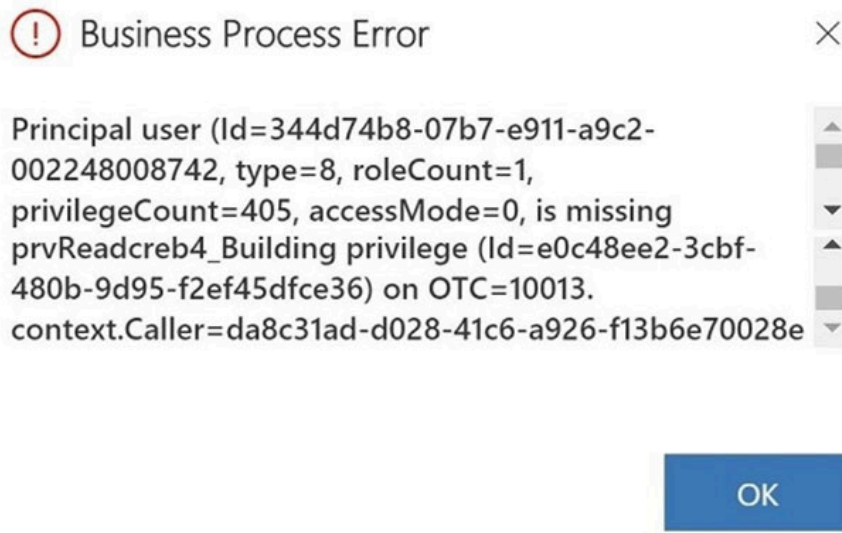 Business Process Error
Principal user (Id=344d74b8-07b7-e911-a9c2-
002248008742, type=8, roleCount=1,
privilegeCount=405, accessMode=0, is missing
prvReadcreb4_Building privilege (Id=e0c48ee2-3cbf-
480b-9d95-f2ef45dfce36) on OTC=10013.
context.Caller=da8c31ad-d028-41c6-a926-f13b6e70028e
OK